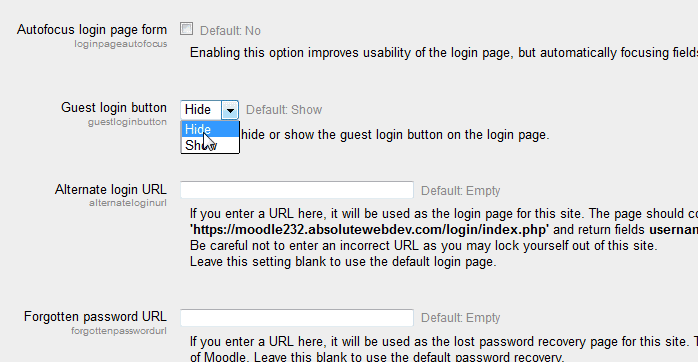 Autofocus login page form Default: No
loginpageautofocus
Enabling this option improves usability of the login page, but automatically focusing fields
Guest login button Hide Default: Show
guestloginbutton
Hide hide or show the guest login button on the login page.
Show
Alternate login URL Default: Empty
alternateloginurl
If you enter a URL here, it will be used as the login page for this site. The page should
'https://moodle232.absolutewebdev.com/login/index.php' and return fields
Be careful not to enter an incorrect URL as you may lock yourself out of this site.
Leave this setting blank to use the default login page.
Forgotten password URL Default: Empty
forgottenpasswordurl
If you enter a URL here, it will be used as the lost password recovery page for this site.
of Moodle. Leave this blank to use the default password recovery.